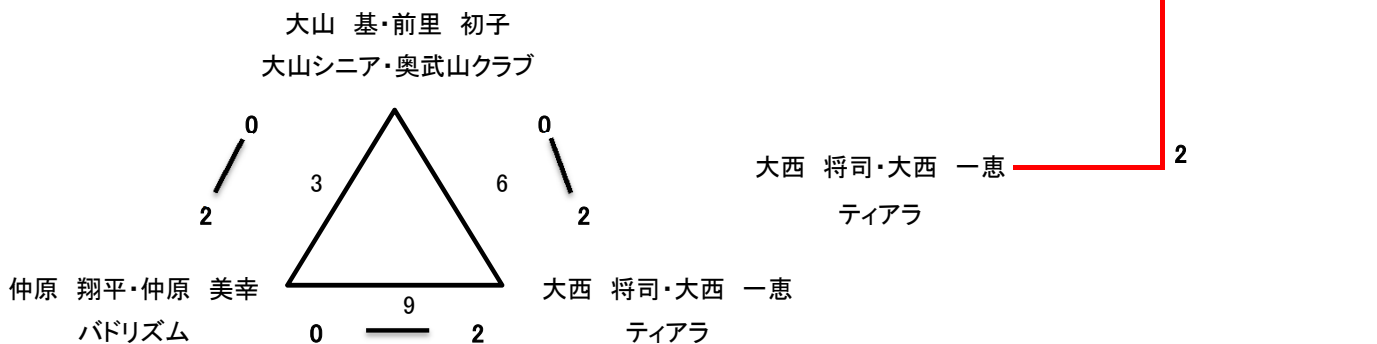 大山　基・前里　初子
大山シニア・奥武山クラブ
0
0
3
6
2
2
仲原　翔平・仲原　美幸
大西　将司・大西　一恵
9
バドリズム
0
2
ティアラ
2
大西　将司・大西　一恵
ティアラ